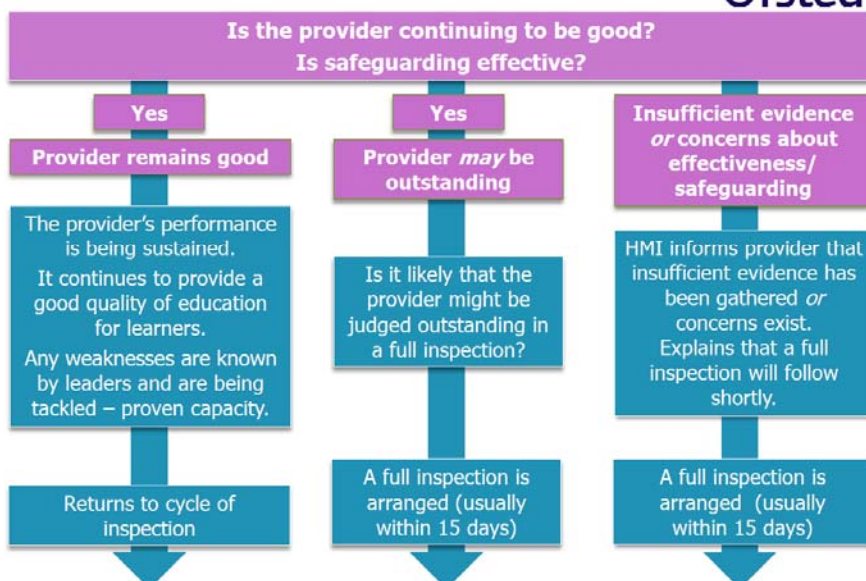 Ofsted
Is the provider continuing to be good?
Is safeguarding effective?
Yes
Provider remains good
The provider's performance
is being sustained.
It continues to provide a
good quality of education
for learners.
Any weaknesses are known
by leaders and are being
tackled – proven capacity.
Returns to cycle of
inspection
Yes
Provider may be
outstanding
Is it likely that the
provider might be
judged outstanding in
a full inspection?
A full inspection is
arranged (usually
within 15 days)
Insufficient evidence
or concerns about
effectiveness/
safeguarding
HMI informs provider that
insufficient evidence has
been gathered or
concerns exist.
Explains that a full
inspection will follow
shortly.
A full inspection is
arranged (usually
within 15 days)